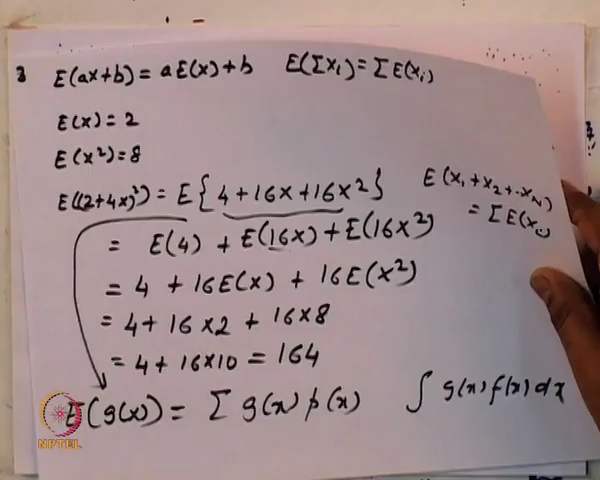 3 E(ax+b) = aE(x)+b E(Σxi) = ΣE(xi)
E(x) = 2
E(x²) = 8
E((2+4x)²) = E{4+16x+16x²} E(x1+x2+..xN)
= ΣE(xi)
= E(4) + E(16x) + E(16x²)
= 4 + 16E(x) + 16E(x²)
= 4 + 16×2 + 16×8
= 4 + 16×10 = 164
E(g(x)) = Σ g(x) p(x) ∫ g(x) f(x) dx
NPTEL